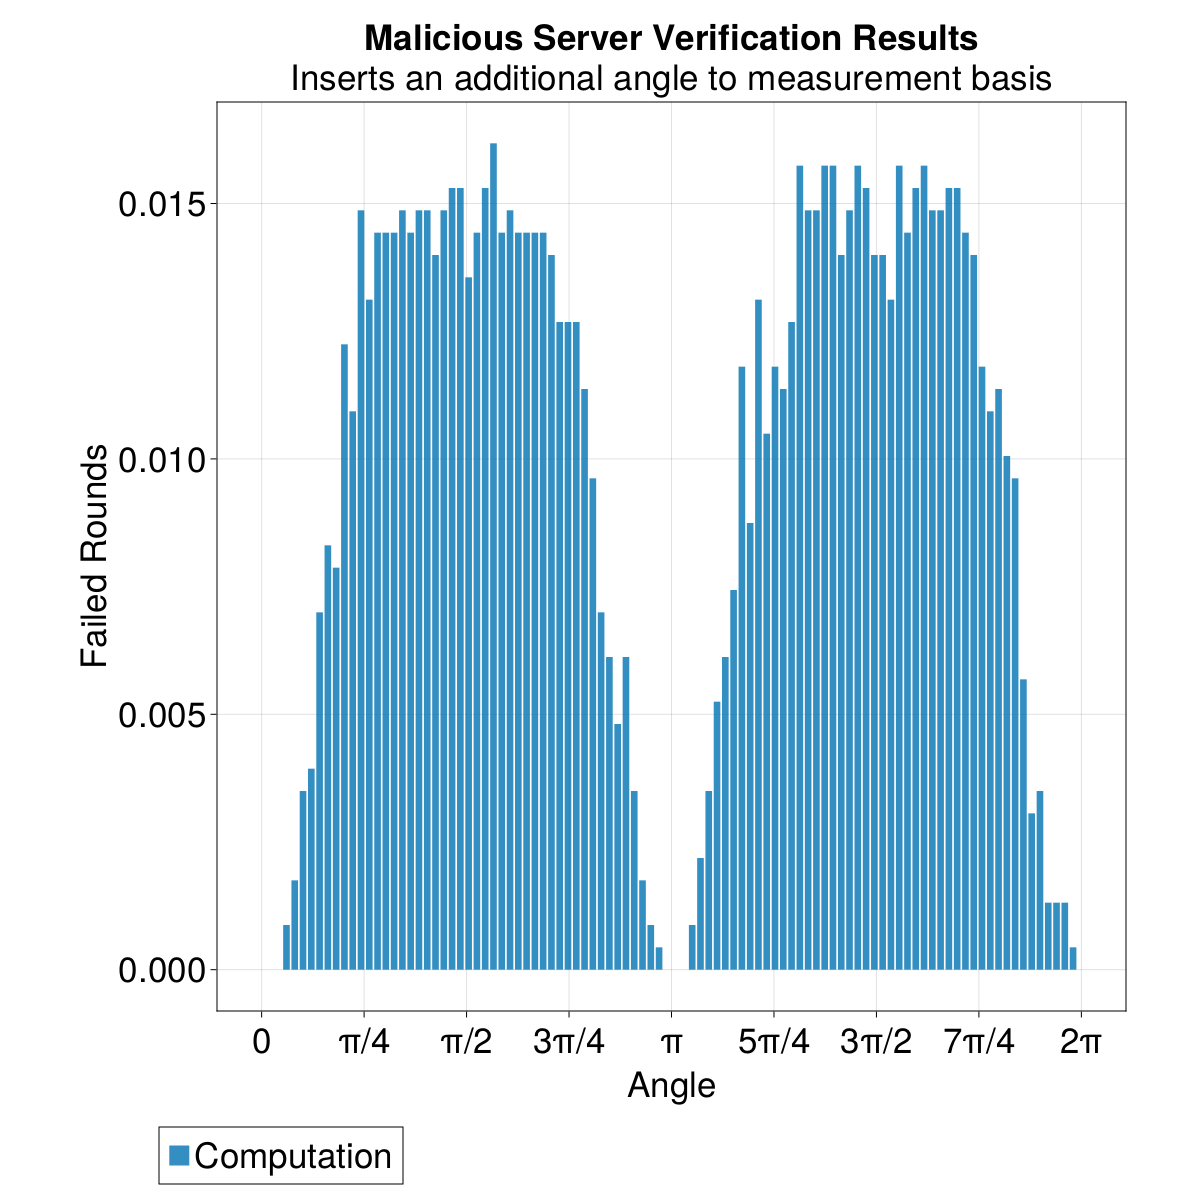 Malicious Server Verification Results
Inserts an additional angle to measurement basis
Failed Rounds
0.015
0.010
0.005
0.000
0 π/4 π/2 3π/4 π 5π/4 3π/2 7π/4 2π
Angle
Computation